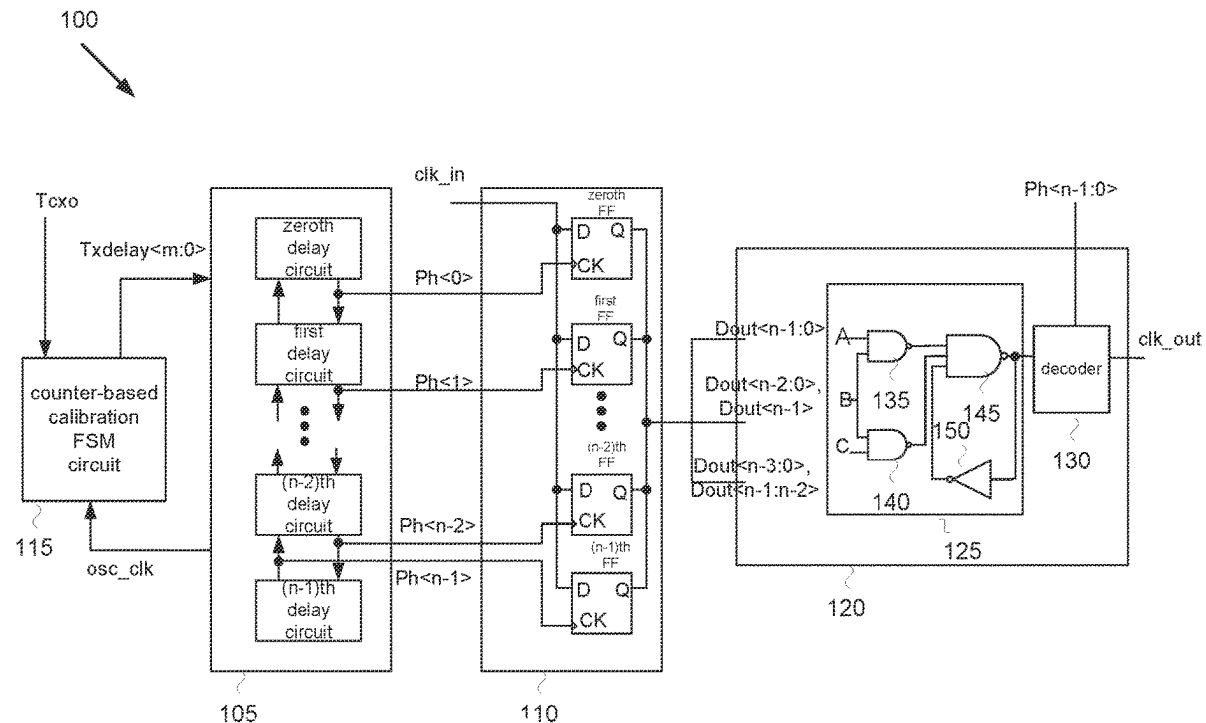 100
Tcxo
Txdelay<m:0>
counter-based
calibration
FSM
circuit
115
osc_clk
zeroth
delay
circuit
first
delay
circuit
(n-2)th
delay
circuit
(n-1)th
delay
circuit
105
clk_in
Ph<0>
Ph<1>
Ph<n-2>
Ph<n-1>
zeroth
FF
D Q
CK
first
FF
D Q
CK
(n-2)th
FF
D Q
CK
(n-1)th
FF
D Q
CK
110
Dout<n-1:0>
Dout<n-2:0>,
Dout<n-1>
Dout<n-3:0>,
Dout<n-1:n-2>
A
B
C
135
140
145
150
125
Ph<n-1:0>
decoder
130
clk_out
120